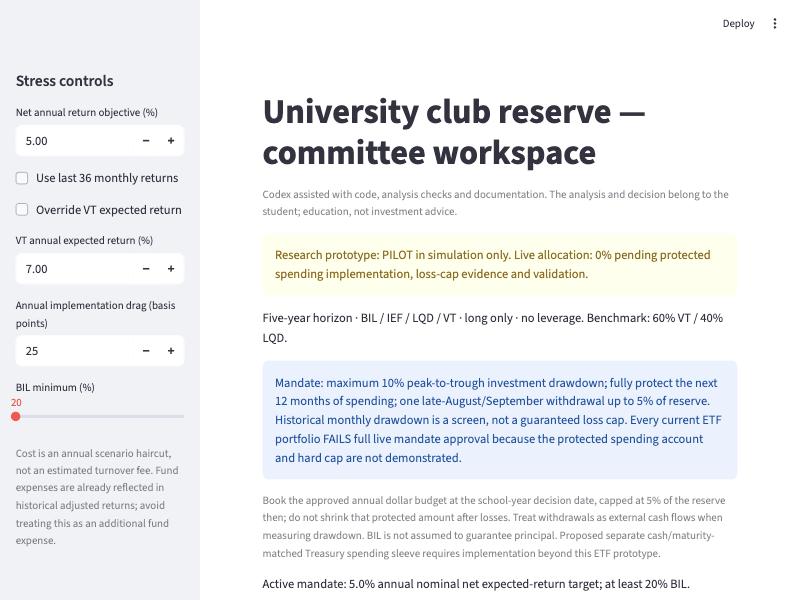 Deploy
Stress controls
Net annual return objective (%)
5.00
Use last 36 monthly returns
Override VT expected return
VT annual expected return (%)
7.00
Annual implementation drag (basis
points)
25
BIL minimum (%)
20
Cost is an annual scenario haircut,
not an estimated turnover fee. Fund
expenses are already reflected in
historical adjusted returns; avoid
treating this as an additional fund
expense.
University club reserve —
committee workspace
Codex assisted with code, analysis checks and documentation. The analysis and decision belong to the
student; education, not investment advice.
Research prototype: PILOT in simulation only. Live allocation: 0% pending protected
spending implementation, loss-cap evidence and validation.
Five-year horizon · BIL / IEF / LQD / VT · long only · no leverage. Benchmark: 60% VT / 40%
LQD.
Mandate: maximum 10% peak-to-trough investment drawdown; fully protect the next
12 months of spending; one late-August/September withdrawal up to 5% of reserve.
Historical monthly drawdown is a screen, not a guaranteed loss cap. Every current ETF
portfolio FAILS full live mandate approval because the protected spending account
and hard cap are not demonstrated.
Book the approved annual dollar budget at the school-year decision date, capped at 5% of the reserve
then; do not shrink that protected amount after losses. Treat withdrawals as external cash flows when
measuring drawdown. BIL is not assumed to guarantee principal. Proposed separate cash/maturity-
matched Treasury spending sleeve requires implementation beyond this ETF prototype.
Active mandate: 5.0% annual nominal net expected-return target; at least 20% BIL.